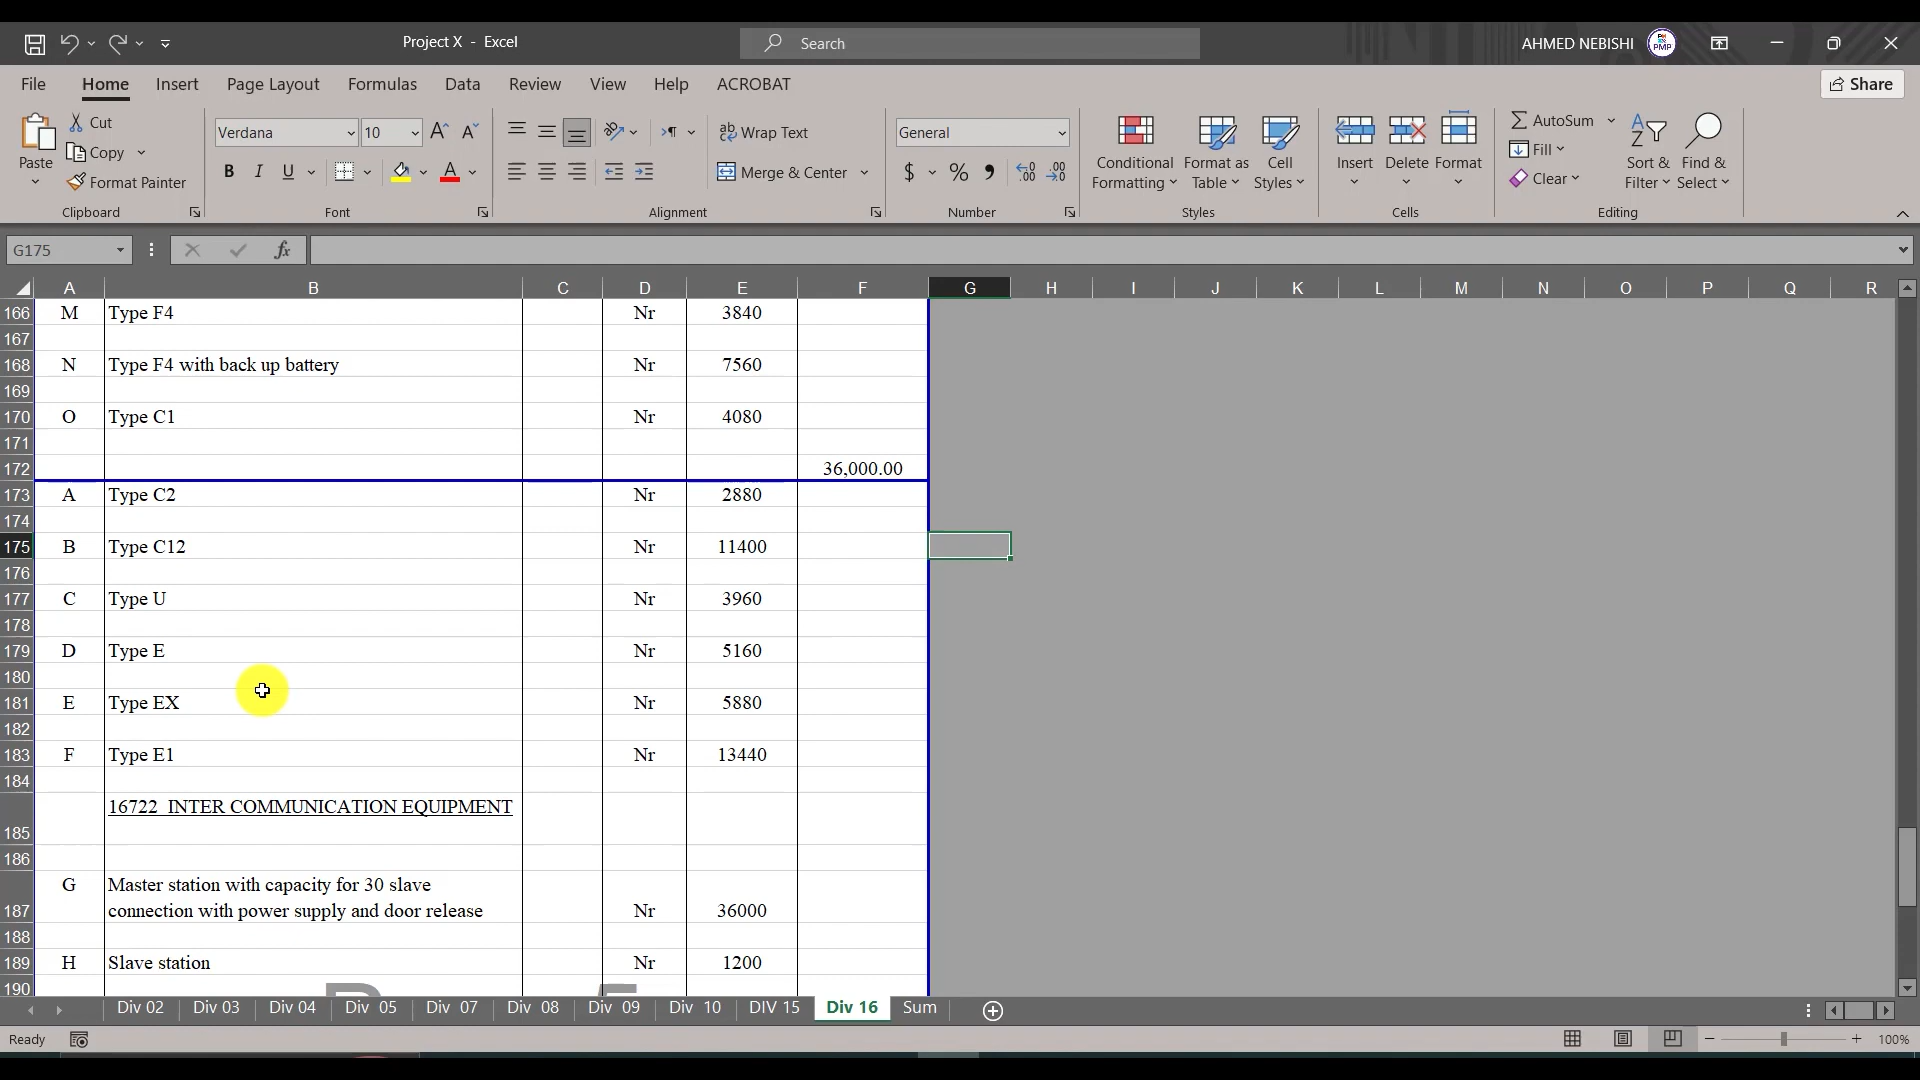 Project X - Excel
Search
AHMED NEBISHI
File Home Insert Page Layout Formulas Data Review View Help ACROBAT
Share
Paste
Cut
Copy
Format Painter
Clipboard
Verdana 10
B I U
Font
Wrap Text
Merge & Center
Alignment
General
$ %
Number
Conditional Formatting
Format as Table
Cell Styles
Styles
Insert Delete Format
Cells
AutoSum
Fill
Clear
Sort & Filter
Find & Select
Editing
G175
fx
A B C D E F G H I J K L M N O P Q R
166 M Type F4 Nr 3840
167
168 N Type F4 with back up battery Nr 7560
169
170 O Type C1 Nr 4080
171
172 36,000.00
173 A Type C2 Nr 2880
174
175 B Type C12 Nr 11400
176
177 C Type U Nr 3960
178
179 D Type E Nr 5160
180
181 E Type EX Nr 5880
182
183 F Type E1 Nr 13440
184
16722 INTER COMMUNICATION EQUIPMENT
185
186
G Master station with capacity for 30 slave
187 connection with power supply and door release Nr 36000
188
189 H Slave station Nr 1200
190
Div 02 Div 03 Div 04 Div 05 Div 07 Div 08 Div 09 Div 10 DIV 15 Div 16 Sum
Ready
100%